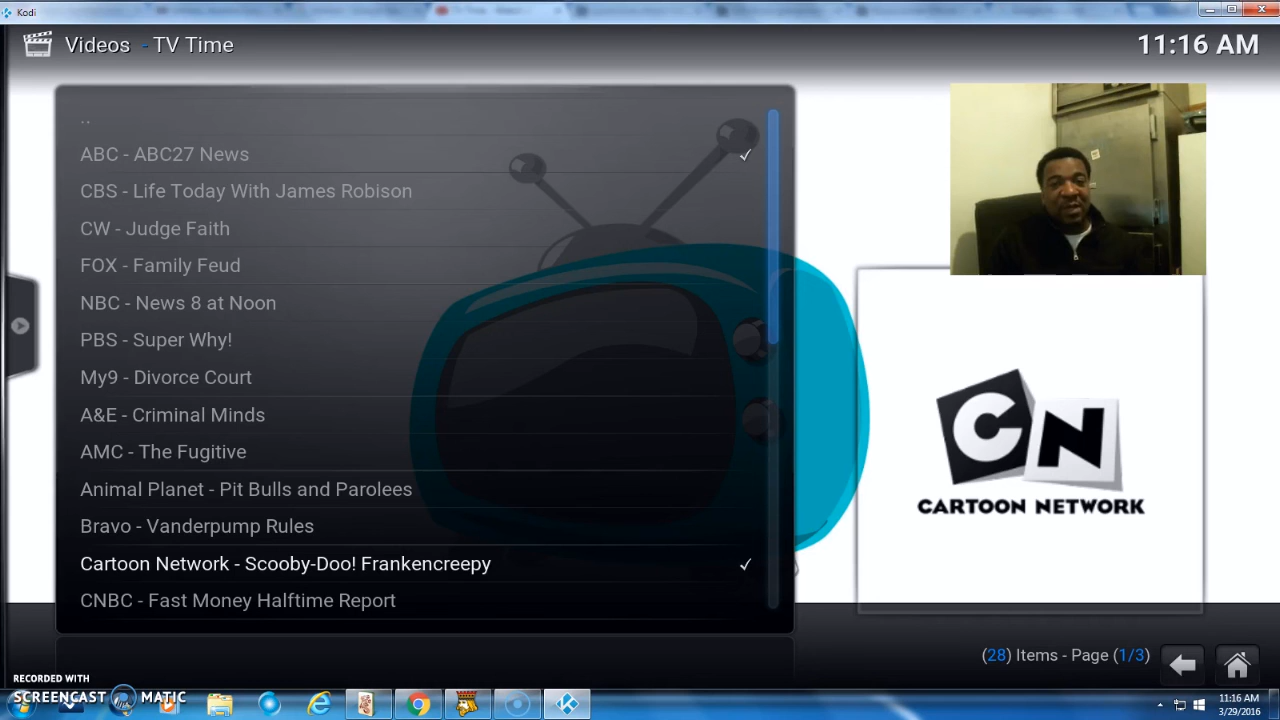 Kodi
Videos - TV Time
11:16 AM
..
ABC - ABC27 News
CBS - Life Today With James Robison
CW - Judge Faith
FOX - Family Feud
NBC - News 8 at Noon
PBS - Super Why!
My9 - Divorce Court
A&E - Criminal Minds
AMC - The Fugitive
Animal Planet - Pit Bulls and Parolees
Bravo - Vanderpump Rules
Cartoon Network - Scooby-Doo! Frankencreepy
CNBC - Fast Money Halftime Report
CN
CARTOON NETWORK
(28) Items - Page (1/3)
RECORDED WITH
SCREENCAST MATIC
11:16 AM
3/29/2016